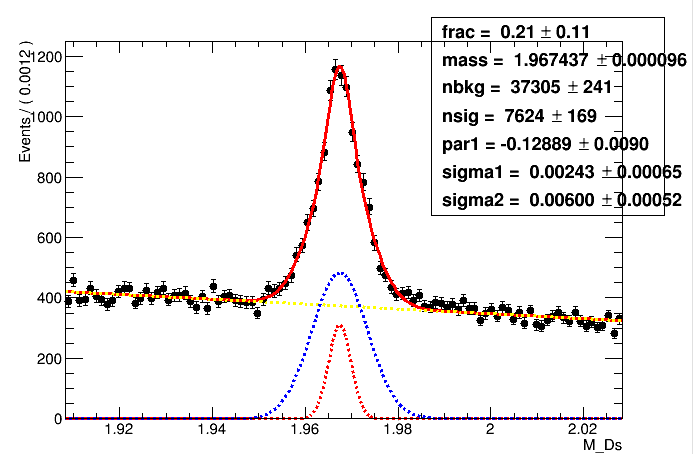 frac = 0.21 ± 0.11
mass = 1.967437 ± 0.000096
nbkg = 37305 ± 241
nsig = 7624 ± 169
par1 = -0.12889 ± 0.0090
sigma1 = 0.00243 ± 0.00065
sigma2 = 0.00600 ± 0.00052
Events / ( 0.0012 )
1200
1000
800
600
400
200
0
1.92 1.94 1.96 1.98 2 2.02
M_Ds